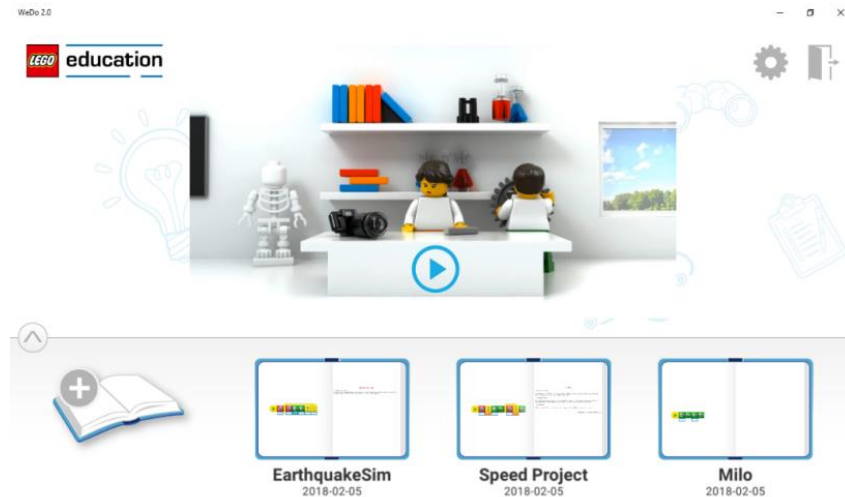 WeDo 2.0
LEGO education
EarthquakeSim
2018-02-05
Speed Project
2018-02-05
Milo
2018-02-05